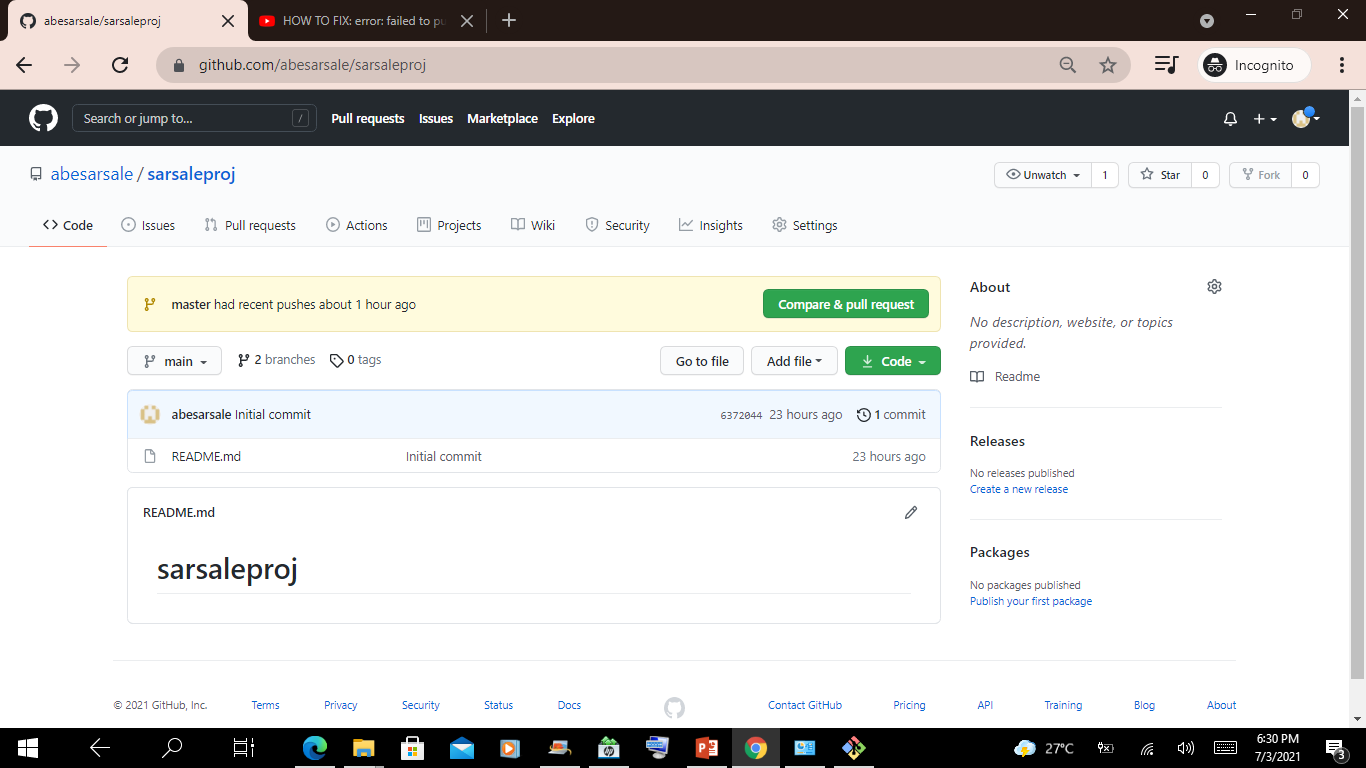 abesarsale/sarsaleproj
HOW TO FIX: error: failed to pu
github.com/abesarsale/sarsaleproj
Incognito
Search or jump to...
/
Pull requests Issues Marketplace Explore
abesarsale / sarsaleproj
Unwatch 1 Star 0 Fork 0
Code Issues Pull requests Actions Projects Wiki Security Insights Settings
master had recent pushes about 1 hour ago
Compare & pull request
main 2 branches 0 tags
Go to file Add file Code
abesarsale Initial commit 6372044 23 hours ago 1 commit
README.md Initial commit 23 hours ago
README.md
sarsaleproj
About
No description, website, or topics
provided.
Readme
Releases
No releases published
Create a new release
Packages
No packages published
Publish your first package
© 2021 GitHub, Inc. Terms Privacy Security Status Docs Contact GitHub Pricing API Training Blog About
27°C
6:30 PM
7/3/2021
3